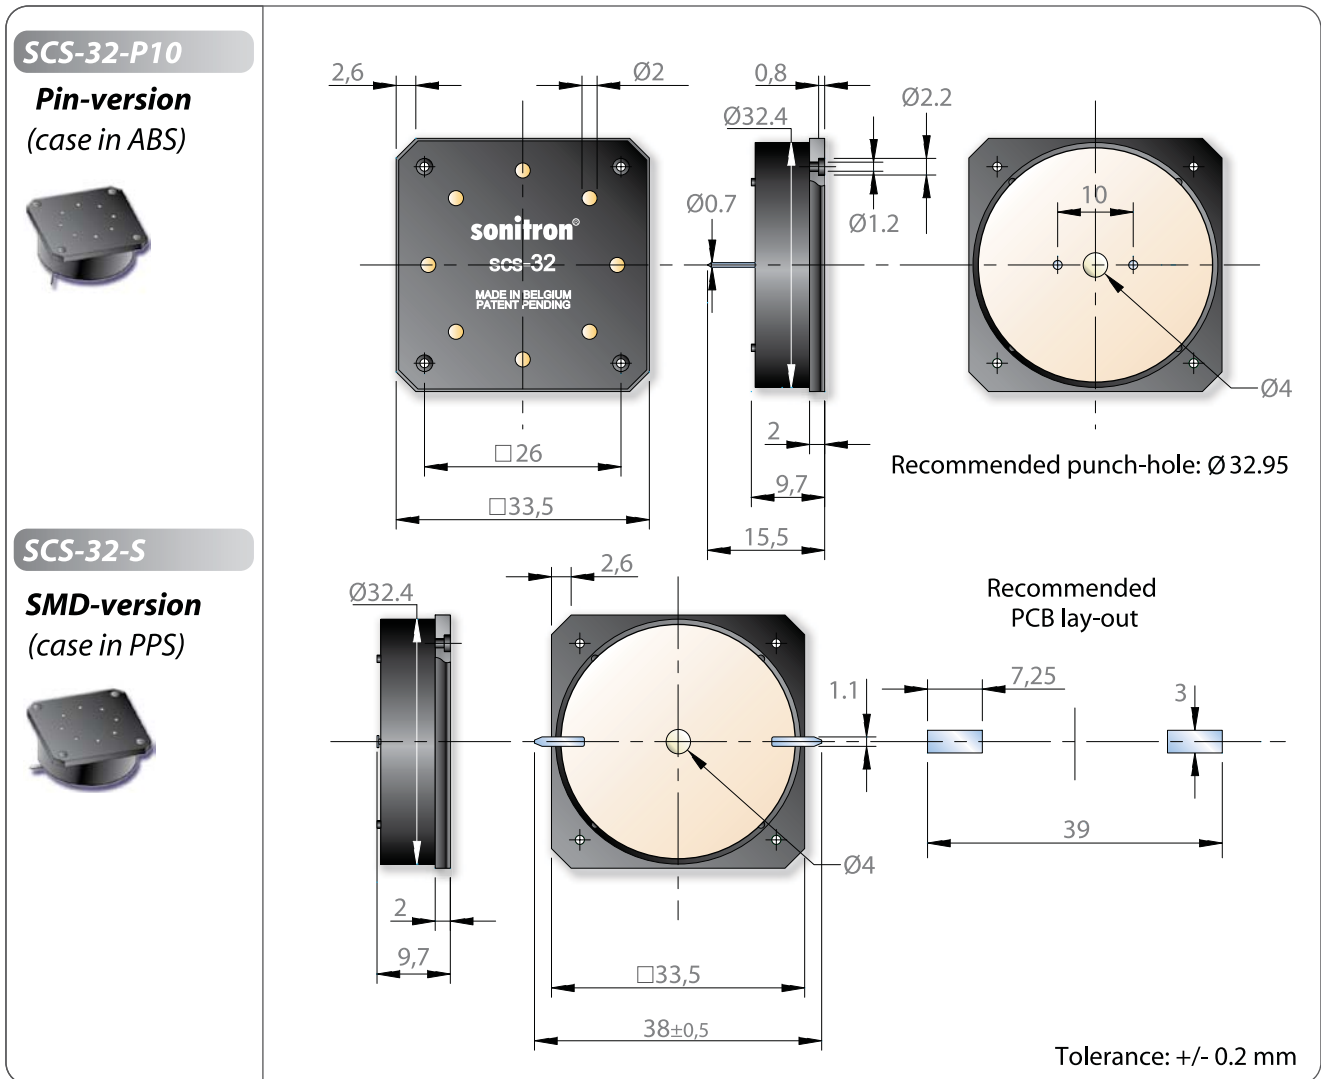 SCS-32-P10
Pin-version
(case in ABS)
2,6
Ø2
0,8
Ø2.2
Ø32.4
Ø0.7
Ø1.2
10
sonitron®
scs-32
MADE IN BELGIUM
PATENT PENDING
Ø4
□26
□33,5
2
9,7
15,5
Recommended punch-hole: Ø 32.95
SCS-32-S
SMD-version
(case in PPS)
Ø32.4
2,6
1.1
Ø4
2
9,7
□33,5
38±0,5
Recommended
PCB lay-out
7,25
3
39
Tolerance: +/- 0.2 mm